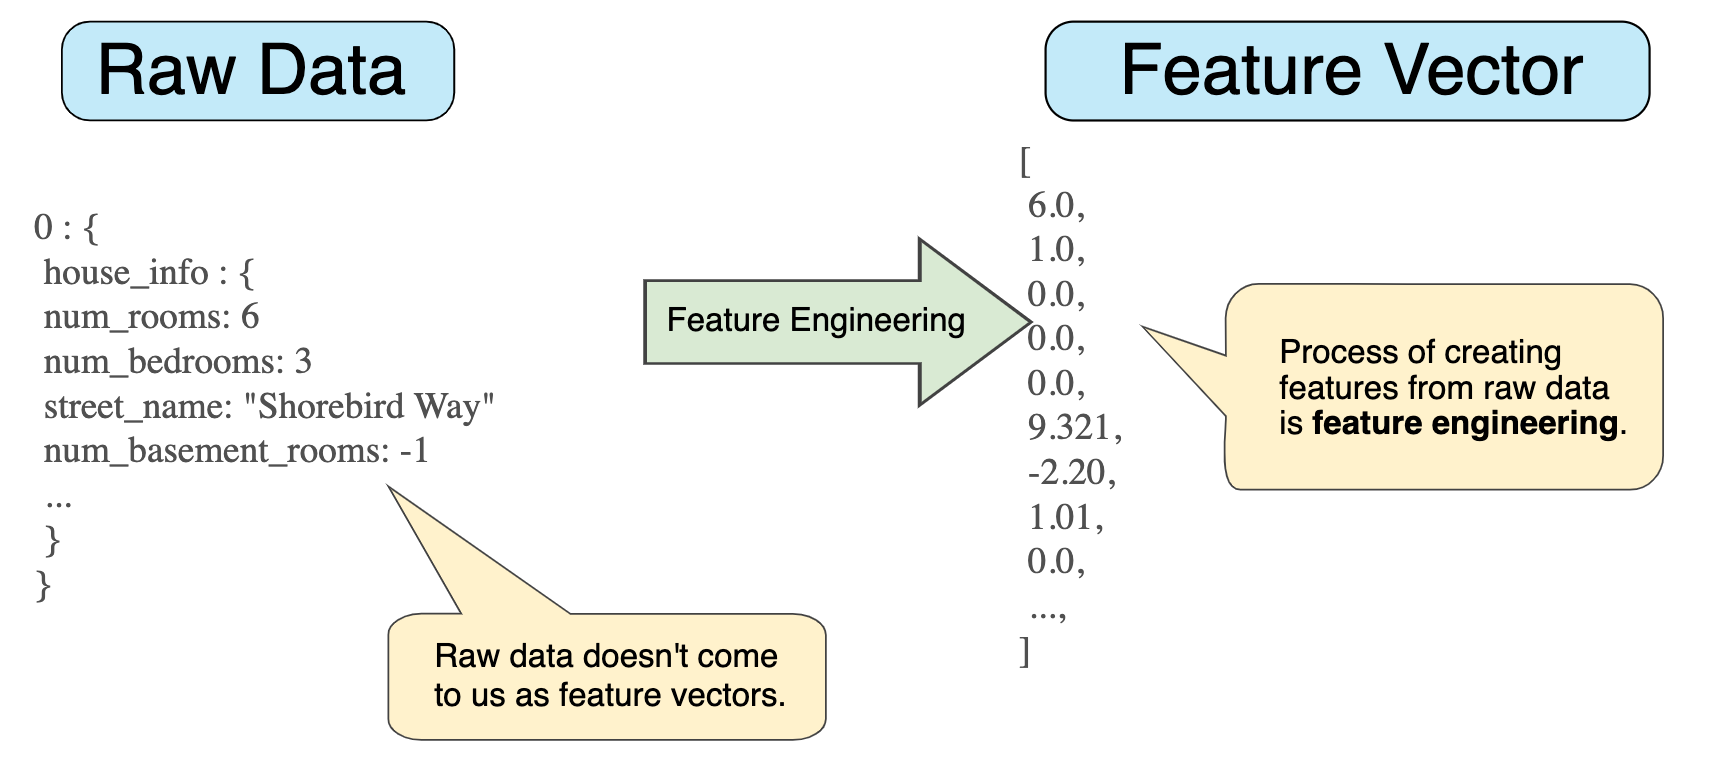 Raw Data
0 : {
house_info : {
num_rooms: 6
num_bedrooms: 3
street_name: "Shorebird Way"
num_basement_rooms: -1
...
}
}
Raw data doesn't come
to us as feature vectors.
Feature Engineering
Feature Vector
[
6.0,
1.0,
0.0,
0.0,
0.0,
9.321,
-2.20,
1.01,
0.0,
...,
]
Process of creating
features from raw data
is feature engineering.